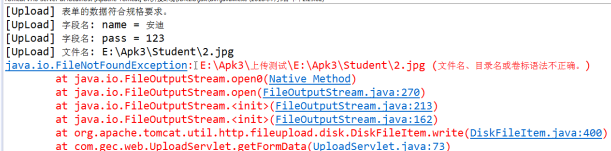 [Upload] 表单的数据符合规格要求。
[Upload] 字段名: name = 安迪
[Upload] 字段名: pass = 123
[Upload] 文件名: E:\Apk3\Student\2.jpg
java.io.FileNotFoundException: E:\Apk3\上传测试\E:\Apk3\Student\2.jpg (文件名、目录名或卷标语法不正确。)
at java.io.FileOutputStream.open0(Native Method)
at java.io.FileOutputStream.open(FileOutputStream.java:270)
at java.io.FileOutputStream.<init>(FileOutputStream.java:213)
at java.io.FileOutputStream.<init>(FileOutputStream.java:162)
at org.apache.tomcat.util.http.fileupload.disk.DiskFileItem.write(DiskFileItem.java:400)
at com.gec.web.UploadServlet.getFormData(UploadServlet.java:73)